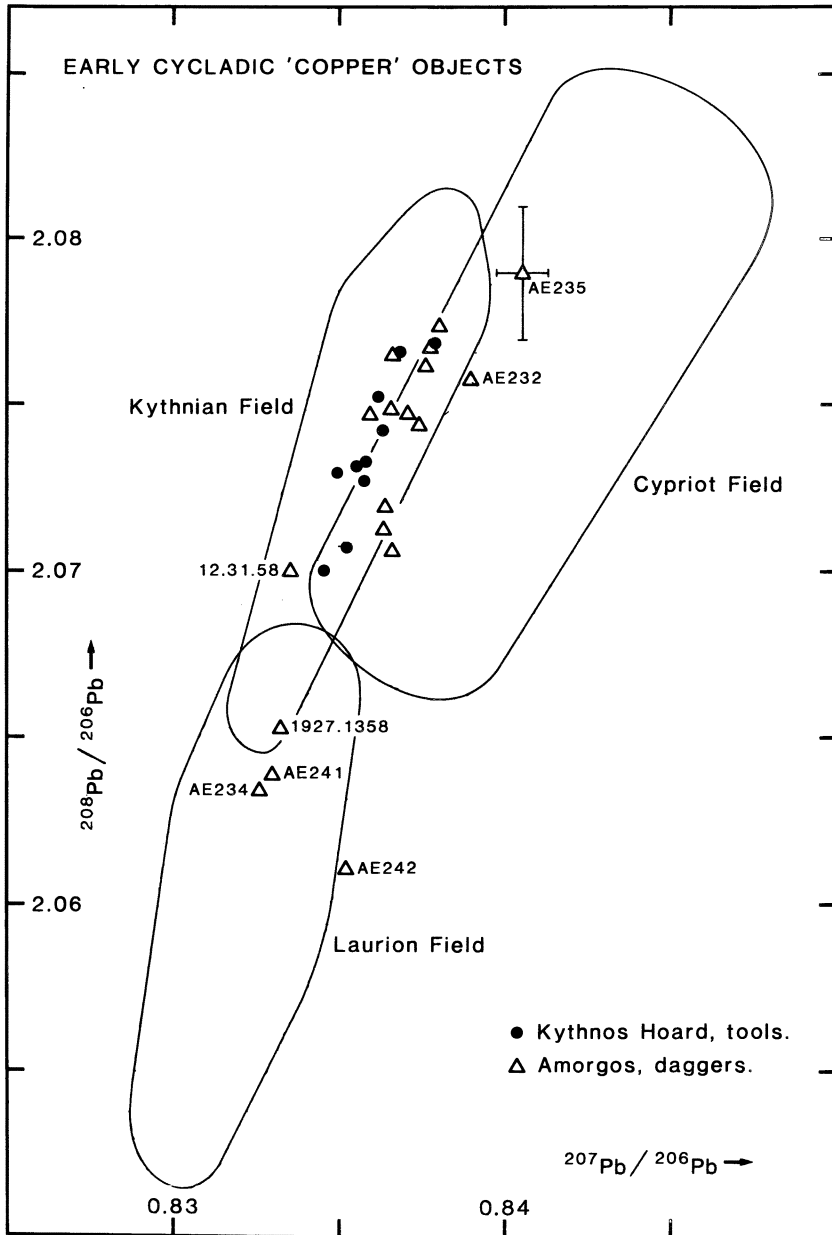 EARLY CYCLADIC 'COPPER' OBJECTS
2.08
AE235
AE232
Kythnian Field
Cypriot Field
2.07
12.31.58
²⁰⁸Pb/²⁰⁶Pb →
1927.1358
AE241
AE234
AE242
2.06
Laurion Field
● Kythnos Hoard, tools.
△ Amorgos, daggers.
²⁰⁷Pb/²⁰⁶Pb →
0.83
0.84